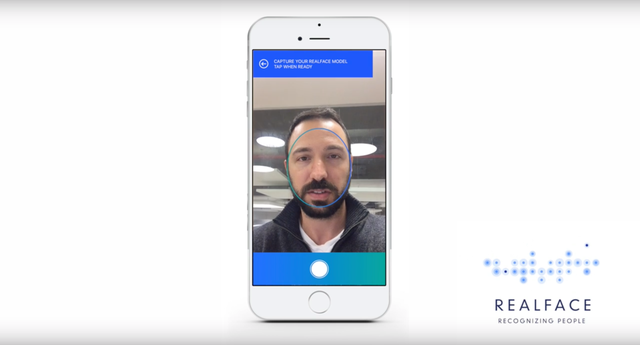 CAPTURE YOUR REALFACE MODEL
TAP WHEN READY
REALFACE
RECOGNIZING PEOPLE